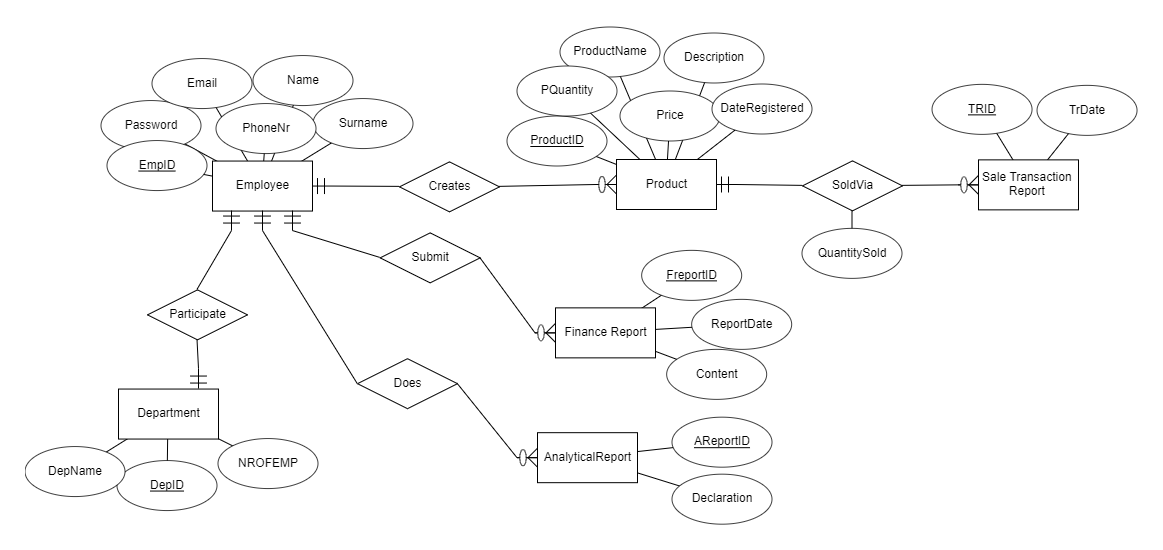 ProductName
Description
Email
Name
PQuantity
Price
DateRegistered
TRID
TrDate
Password
PhoneNr
Surname
ProductID
EmpID
Employee
Creates
Product
SoldVia
Sale Transaction
Report
Submit
QuantitySold
FreportID
Participate
Finance Report
ReportDate
Content
Does
Department
AReportID
AnalyticalReport
DepName
DepID
NROFEMP
Declaration